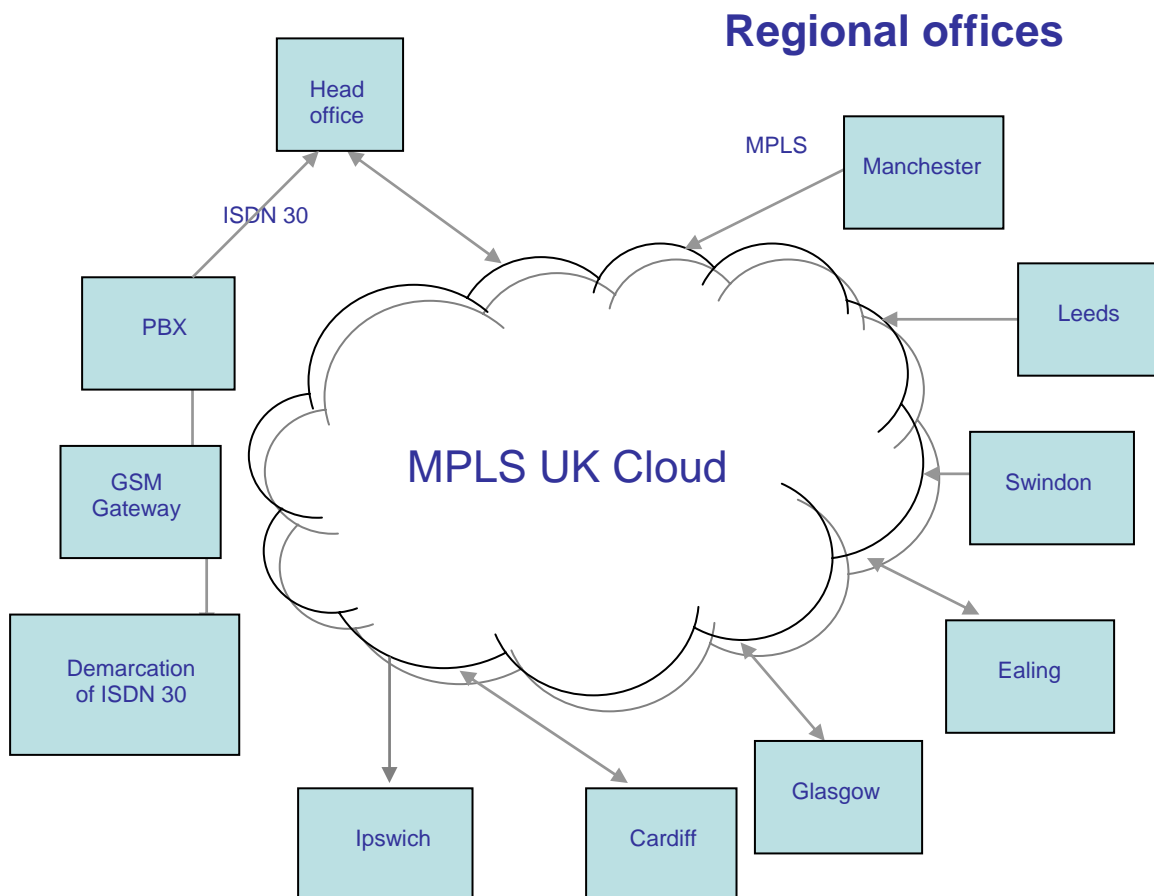 Regional offices
Head
office
MPLS
Manchester
ISDN 30
PBX
Leeds
MPLS UK Cloud
GSM
Gateway
Swindon
Demarcation
of ISDN 30
Ealing
Glasgow
Ipswich
Cardiff